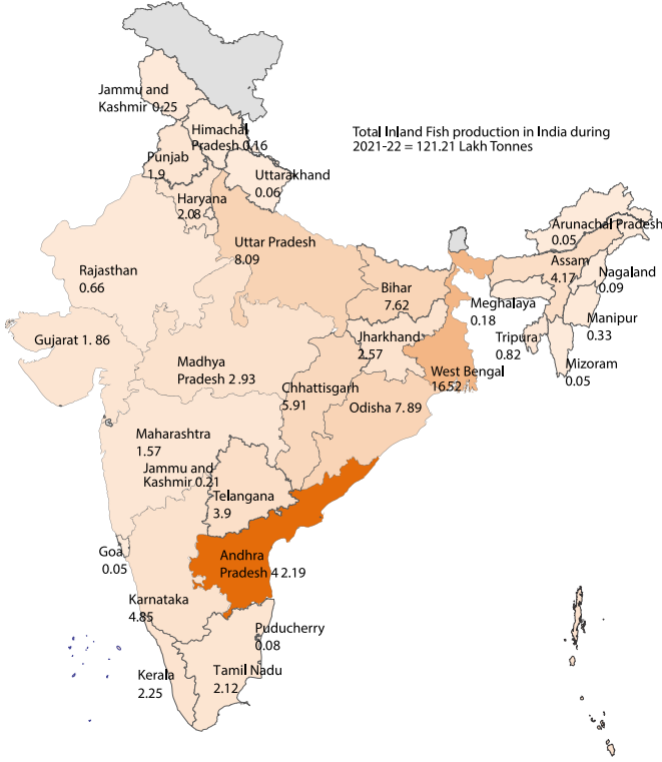 Jammu and
Kashmir 0.25
Himachal
Pradesh 0.16
Total Inland Fish production in India during
2021-22 = 121.21 Lakh Tonnes
Punjab
1.9
Uttarakhand
0.06
Haryana
2.08
Arunachal Pradesh
0.05
Uttar Pradesh
8.09
Assam
4.17
Rajasthan
0.66
Nagaland
0.09
Bihar
7.62
Meghalaya
0.18
Manipur
0.33
Gujarat 1. 86
Jharkhand
2.57
Tripura
0.82
Mizoram
0.05
Madhya
Pradesh 2.93
West Bengal
16.52
Chhattisgarh
5.91
Odisha 7. 89
Maharashtra
1.57
Jammu and
Kashmir 0.21
Telangana
3.9
Goa
0.05
Andhra
Pradesh 4 2.19
Karnataka
4.85
Puducherry
0.08
Kerala
2.25
Tamil Nadu
2.12